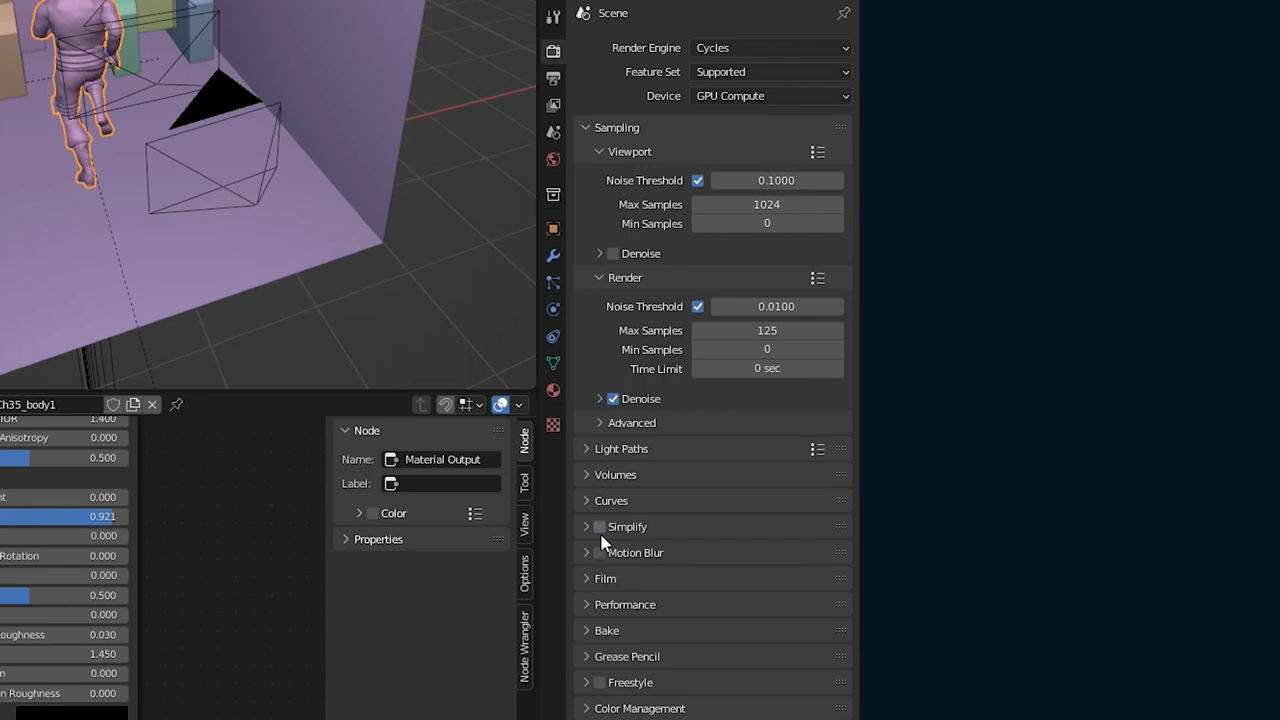 Scene
Render Engine
Cycles
Feature Set
Supported
Device
GPU Compute
Sampling
Viewport
Noise Threshold
0.1000
Max Samples
1024
Min Samples
0
Denoise
Render
Noise Threshold
0.0100
Max Samples
125
Min Samples
0
Time Limit
0 sec
Denoise
Advanced
Light Paths
Volumes
Curves
Simplify
Motion Blur
Film
Performance
Bake
Grease Pencil
Freestyle
Color Management
Ch35_body1
1.400
Anisotropy
0.000
0.500
0.000
0.921
0.000
Rotation
0.000
0.000
0.500
0.000
oughness
0.030
1.450
0.000
n Roughness
0.000
Node
Name:
Material Output
Label:
Color
Properties
Node
Tool
View
Options
Node Wrangler